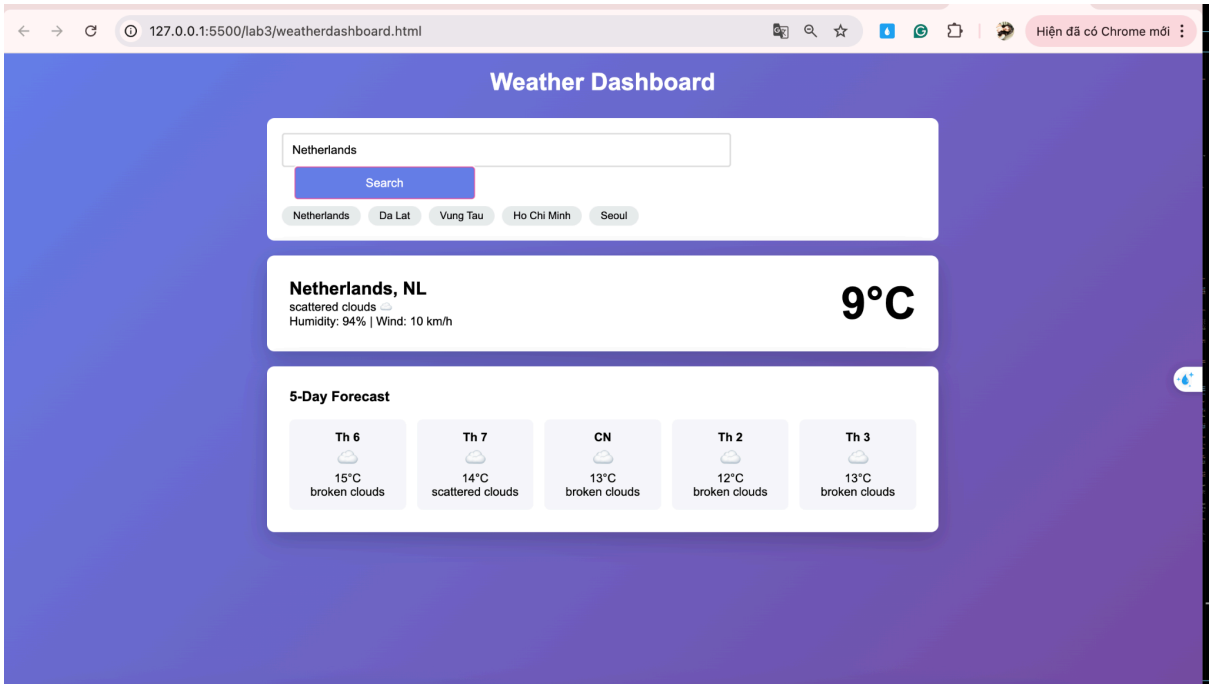 127.0.0.1:5500/lab3/weatherdashboard.html
Hiện đã có Chrome mới
Weather Dashboard
Netherlands
Search
Netherlands Da Lat Vung Tau Ho Chi Minh Seoul
Netherlands, NL
9°C
scattered clouds
Humidity: 94% | Wind: 10 km/h
5-Day Forecast
Th 6 Th 7 CN Th 2 Th 3
15°C 14°C 13°C 12°C 13°C
broken clouds scattered clouds broken clouds broken clouds broken clouds